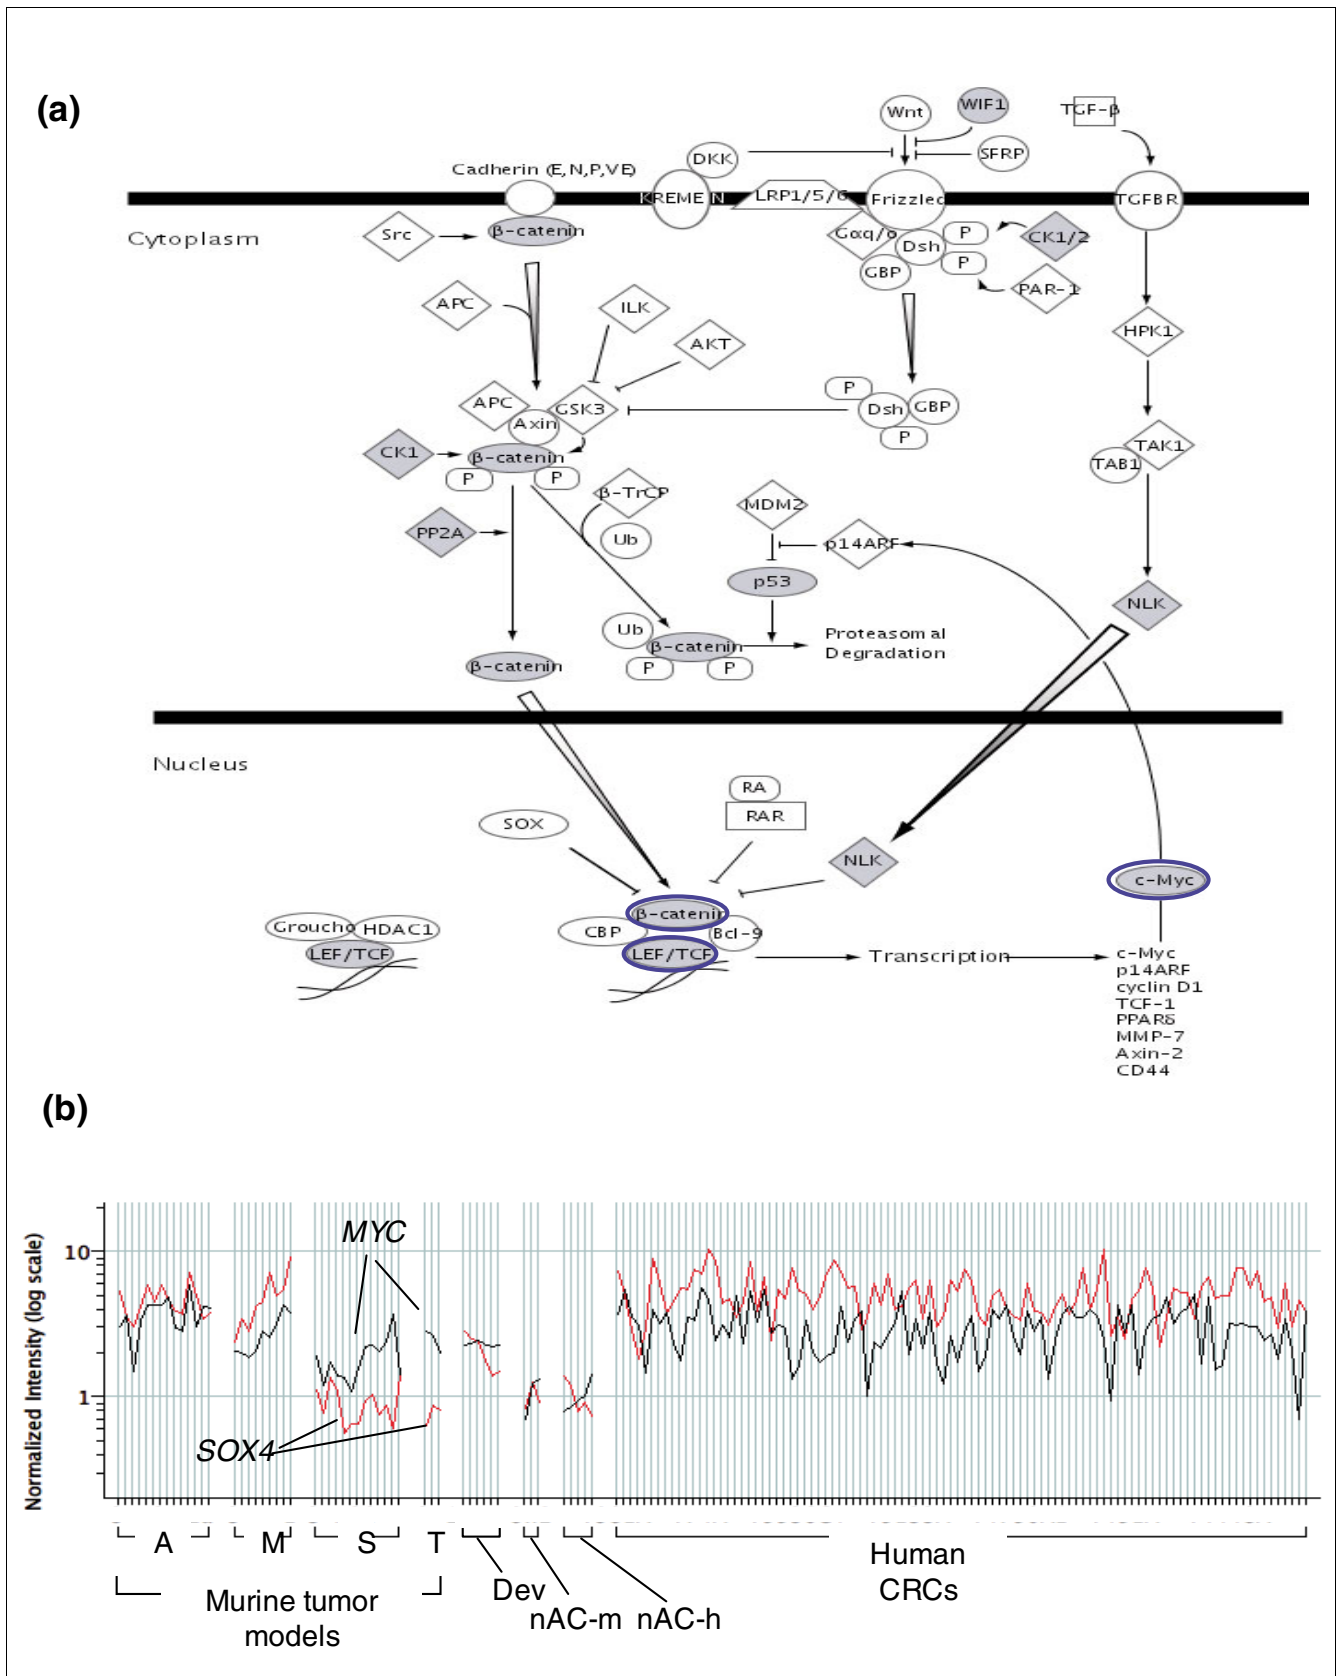 (a)
Wnt
WIF1
TGF-β
SFRP
DKK
Cadherin (E,N,P,VE)
KREMEN
LRP1/5/6
Frizzled
TGFBR
Cytoplasm
Src
β-catenin
Gαq/o
Dsh
P
P
CK1/2
GBP
PAR-1
APC
ILK
HPK1
AKT
APC
GSK3
Axin
P
Dsh
GBP
P
CK1
β-catenin
P
P
TAK1
TAB1
β-TrCP
MDM2
PP2A
Ub
p14ARF
p53
NLK
Ub
β-catenin
P
P
Proteasomal
Degradation
β-catenin
Nucleus
RA
RAR
SOX
NLK
c-Myc
β-catenin
CBP
Bcl-9
LEF/TCF
Groucho
HDAC1
LEF/TCF
Transcription
c-Myc
p14ARF
cyclin D1
TCF-1
PPARδ
MMP-7
Axin-2
CD44
(b)
Normalized Intensity (log scale)
10
1
MYC
SOX4
A
M
S
T
Dev
nAC-m
nAC-h
Murine tumor
models
Human
CRCs